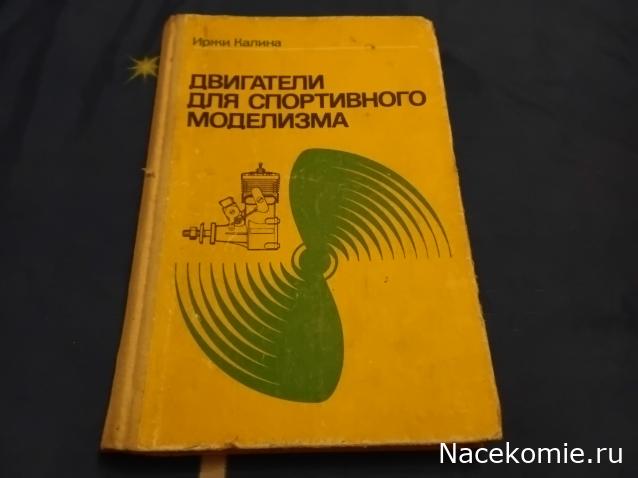 Иржи Калина
ДВИГАТЕЛИ
ДЛЯ СПОРТИВНОГО
МОДЕЛИЗМА
Nacekomie.ru